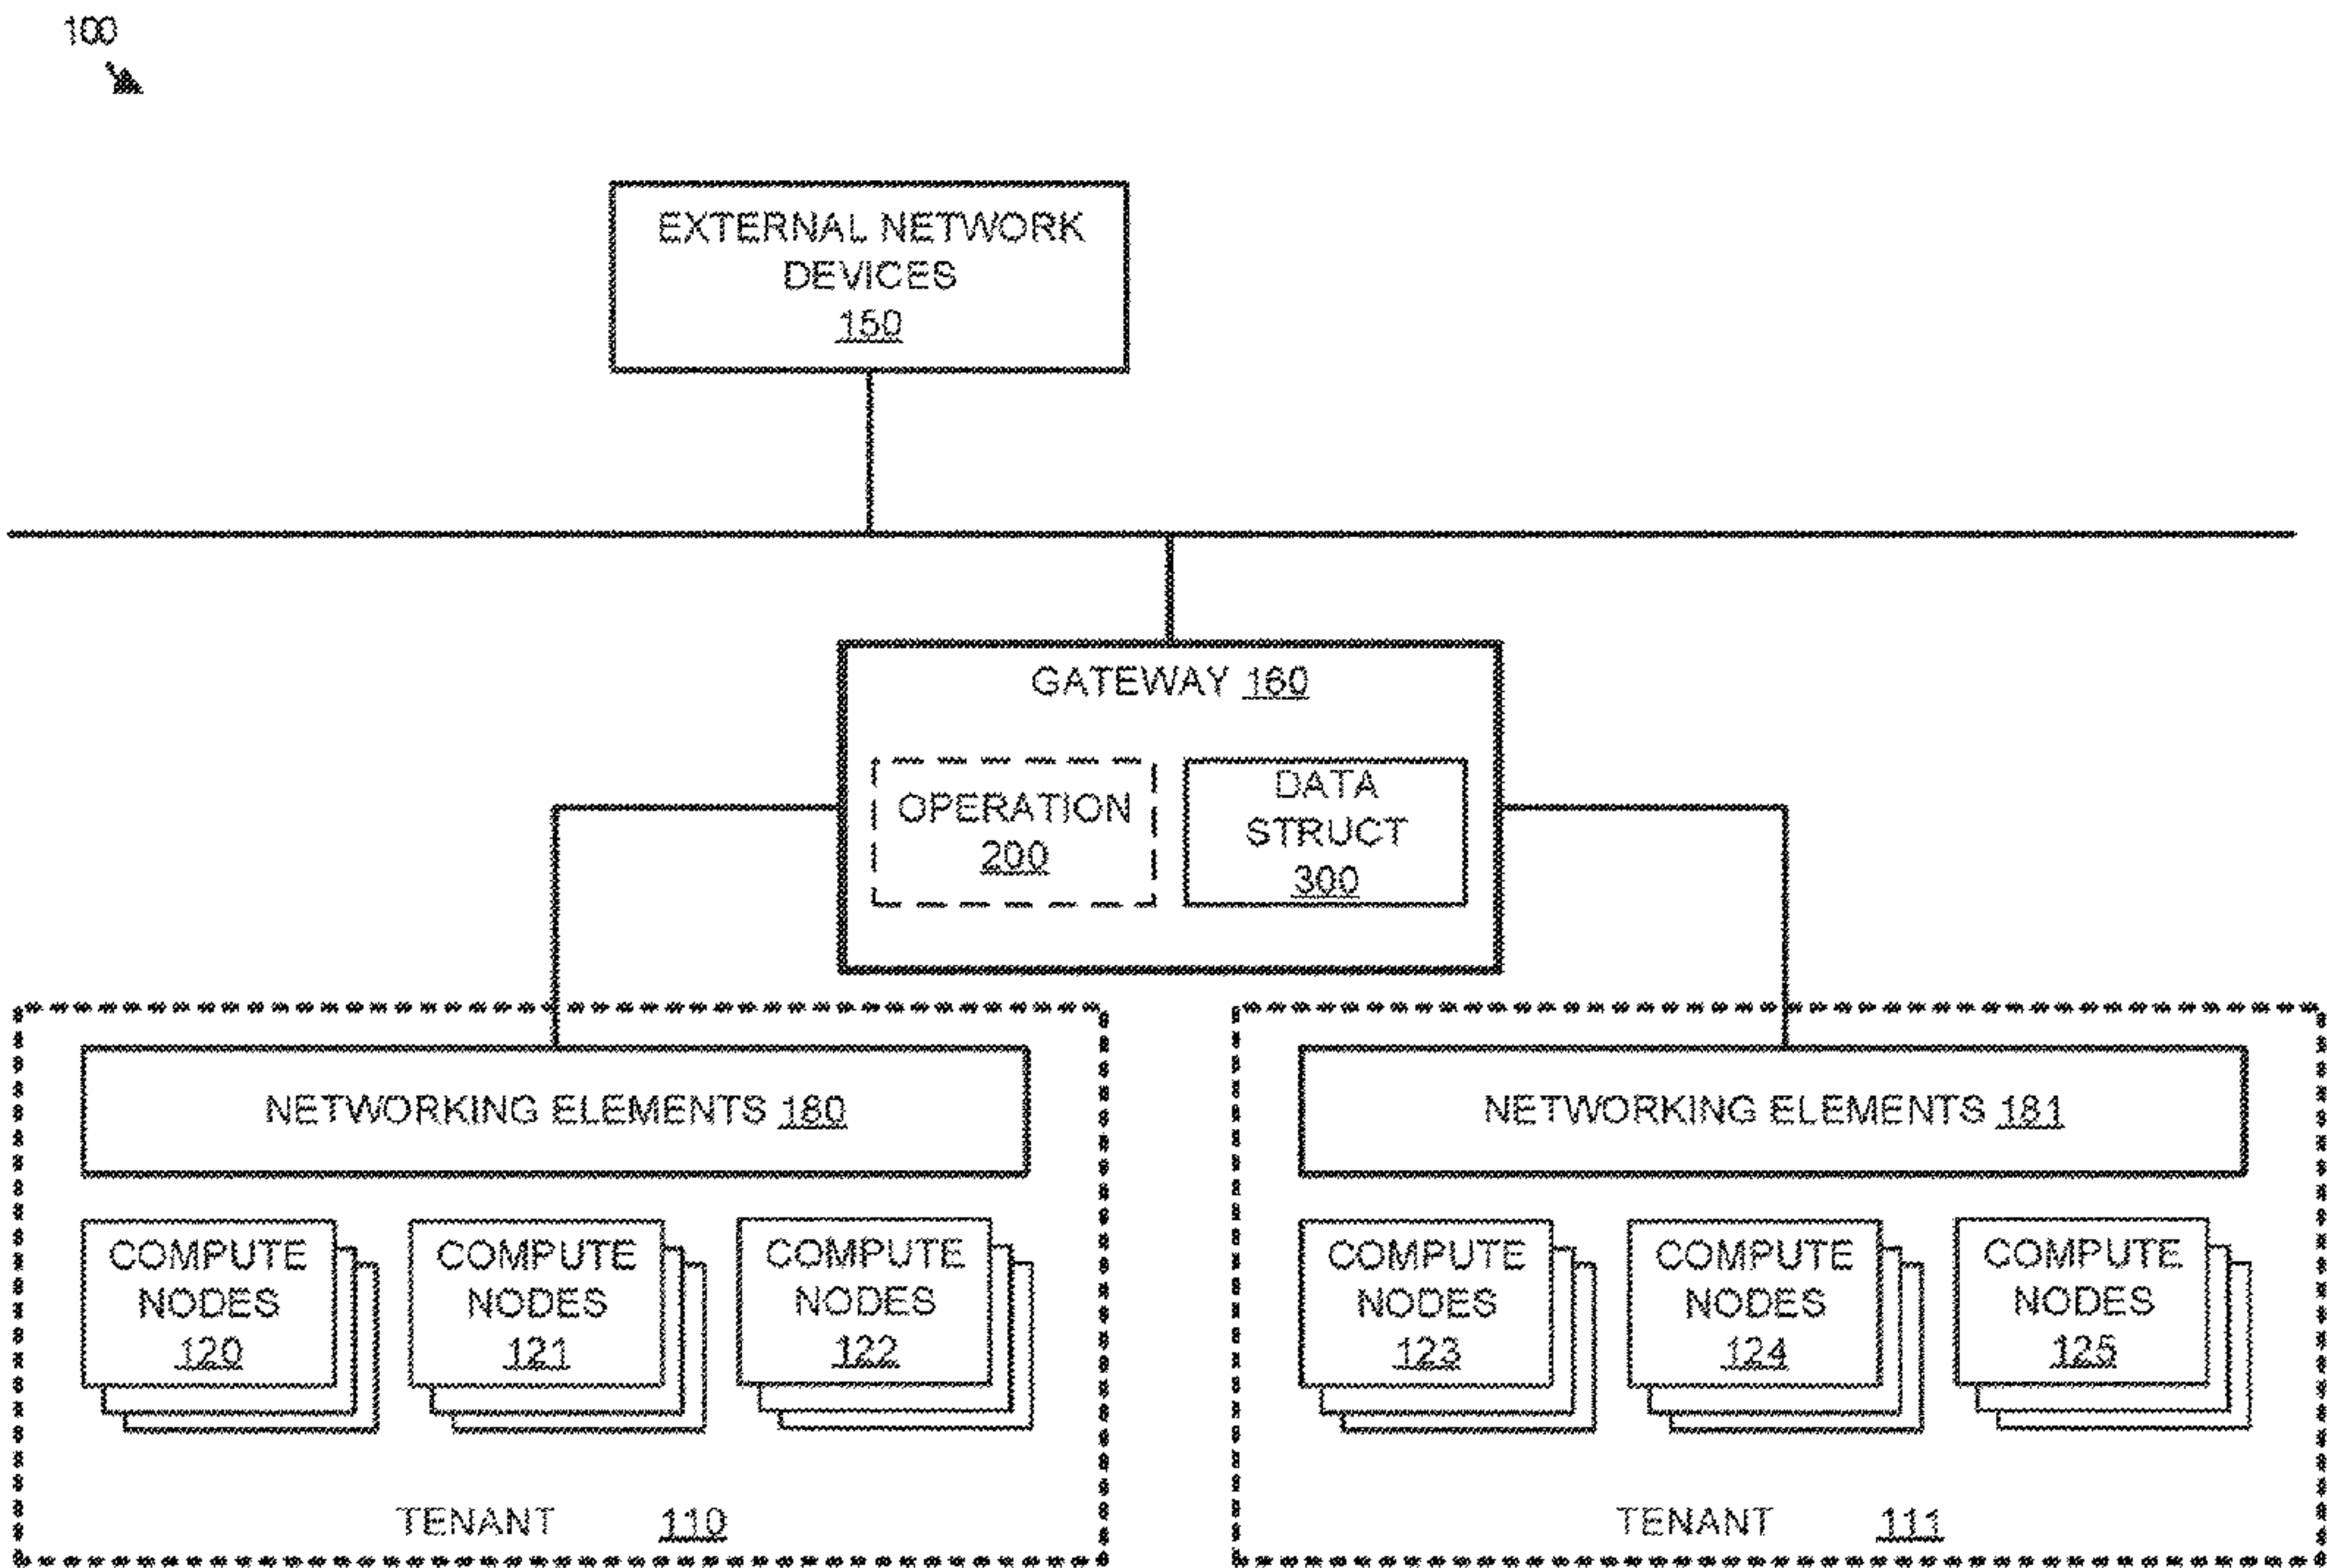 100
EXTERNAL NETWORK
DEVICES
150
GATEWAY 160
OPERATION
200
DATA
STRUCT
300
NETWORKING ELEMENTS 180
NETWORKING ELEMENTS 181
COMPUTE
NODES
120
COMPUTE
NODES
121
COMPUTE
NODES
122
COMPUTE
NODES
123
COMPUTE
NODES
124
COMPUTE
NODES
125
TENANT 110
TENANT 111